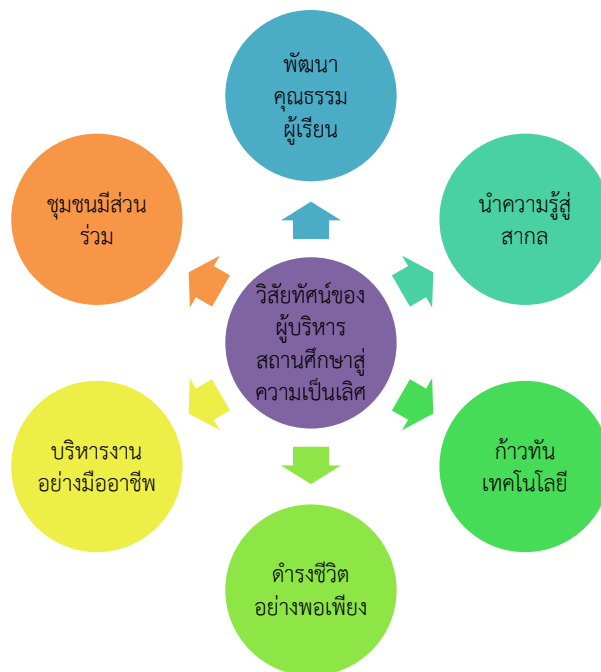 พัฒนา
คุณธรรม
ผู้เรียน
นำความรู้สู่
สากล
ก้าวทัน
เทคโนโลยี
ดำรงชีวิต
อย่างพอเพียง
บริหารงาน
อย่างมืออาชีพ
ชุมชนมีส่วน
ร่วม
วิสัยทัศน์ของ
ผู้บริหาร
สถานศึกษาสู่
ความเป็นเลิศ